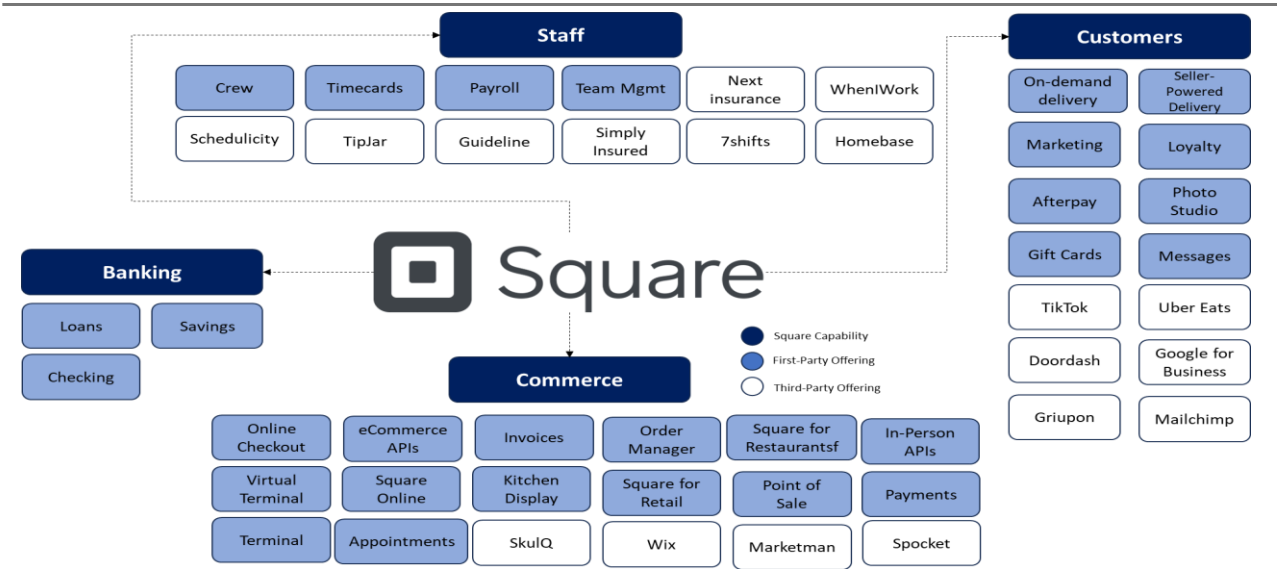 Staff
Crew
Timecards
Payroll
Team Mgmt
Next
insurance
WhenIWork
Schedulicity
TipJar
Guideline
Simply
Insured
7shifts
Homebase
Customers
On-demand
delivery
Seller-
Powered
Delivery
Marketing
Loyalty
Afterpay
Photo
Studio
Gift Cards
Messages
TikTok
Uber Eats
Doordash
Google for
Business
Griupon
Mailchimp
Banking
Loans
Savings
Checking
Square
Square Capability
First-Party Offering
Third-Party Offering
Commerce
Online
Checkout
eCommerce
APIs
Invoices
Order
Manager
Square for
Restaurantsf
In-Person
APIs
Virtual
Terminal
Square
Online
Kitchen
Display
Square for
Retail
Point of
Sale
Payments
Terminal
Appointments
SkulQ
Wix
Marketman
Spocket